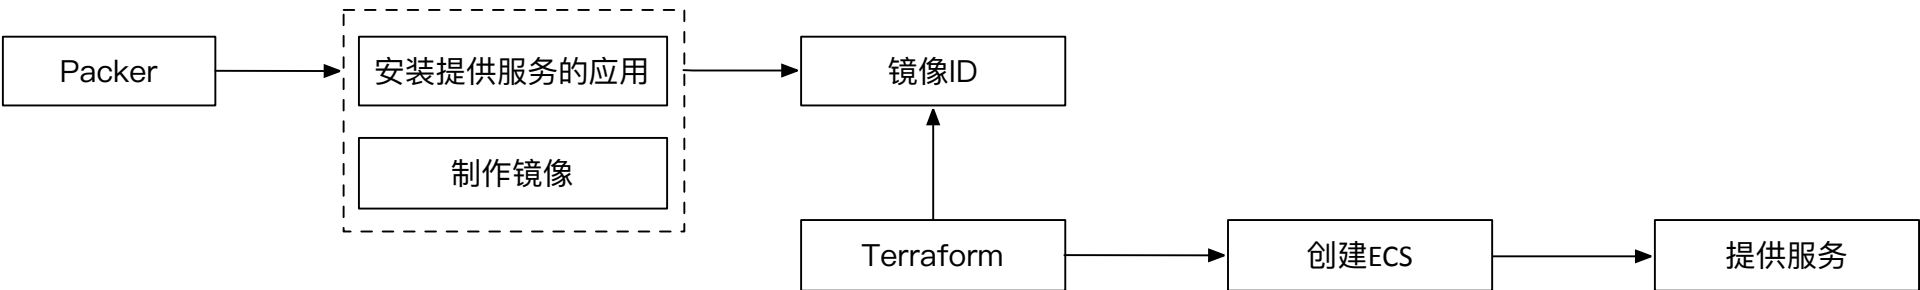 Packer
安装提供服务的应用
制作镜像
镜像ID
Terraform
创建ECS
提供服务